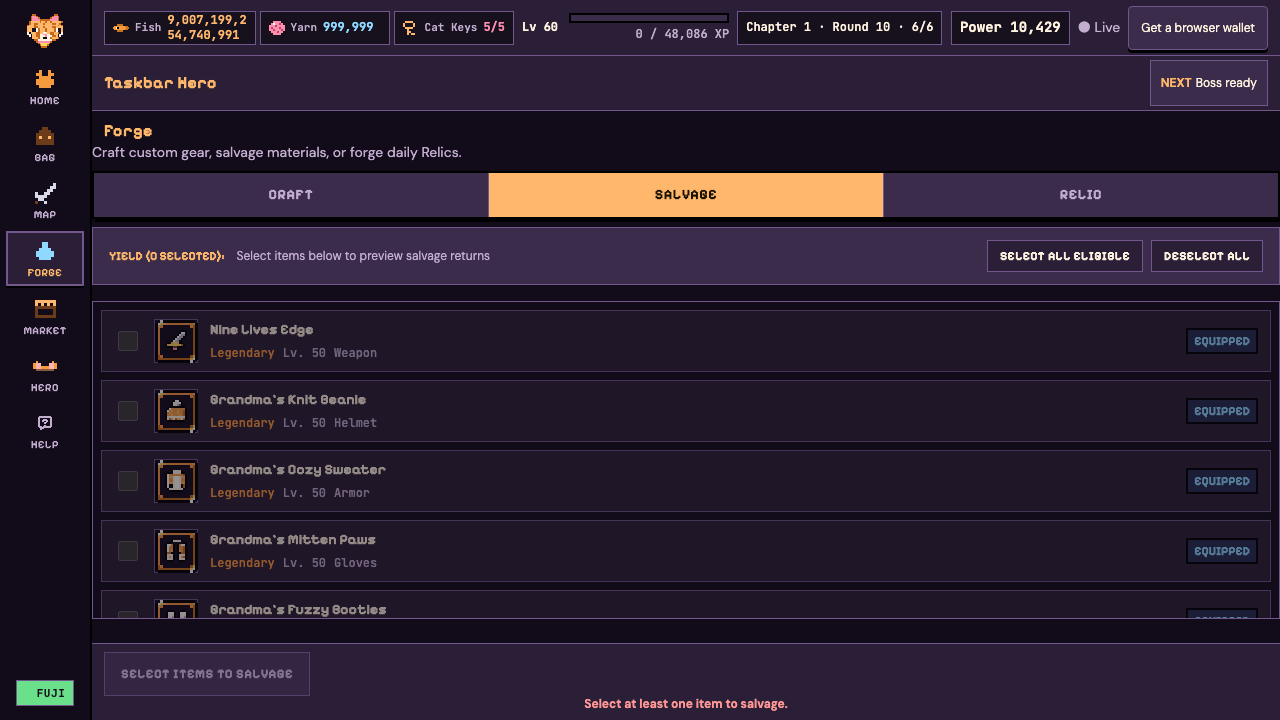 Fish 9,007,199,2
54,740,991
Yarn 999,999
Cat Keys 5/5
Lv 60
0 / 48,086 XP
Chapter 1 · Round 10 · 6/6
Power 10,429
Live
Get a browser wallet
HOME
BAG
MAP
FORGE
MARKET
HERO
HELP
FUJI
Taskbar Hero
NEXT Boss ready
Forge
Craft custom gear, salvage materials, or forge daily Relics.
CRAFT
SALVAGE
RELIC
YIELD (0 SELECTED):
Select items below to preview salvage returns
SELECT ALL ELIGIBLE
DESELECT ALL
Nine Lives Edge
Legendary Lv. 50 Weapon
EQUIPPED
Grandma's Knit Beanie
Legendary Lv. 50 Helmet
EQUIPPED
Grandma's Cozy Sweater
Legendary Lv. 50 Armor
EQUIPPED
Grandma's Mitten Paws
Legendary Lv. 50 Gloves
EQUIPPED
Grandma's Fuzzy Booties
SELECT ITEMS TO SALVAGE
Select at least one item to salvage.